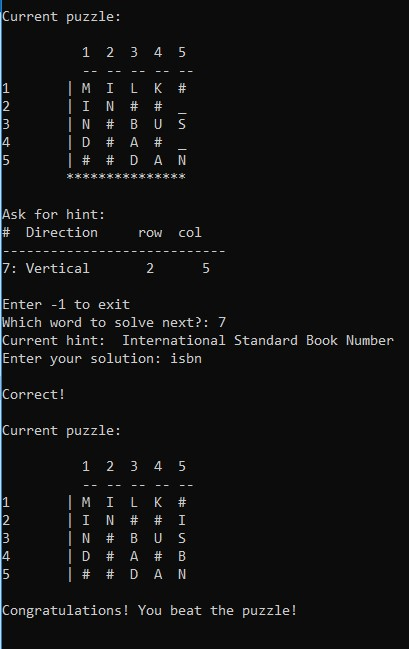 Current puzzle:
1 2 3 4 5
-- -- -- -- --
1 | M I L K #
2 | I N # # _
3 | N # B U S
4 | D # A # _
5 | # # D A N
***************
Ask for hint:
# Direction row col
----------------------------
7: Vertical 2 5
Enter -1 to exit
Which word to solve next?: 7
Current hint: International Standard Book Number
Enter your solution: isbn
Correct!
Current puzzle:
1 2 3 4 5
-- -- -- -- --
1 | M I L K #
2 | I N # # I
3 | N # B U S
4 | D # A # B
5 | # # D A N
Congratulations! You beat the puzzle!